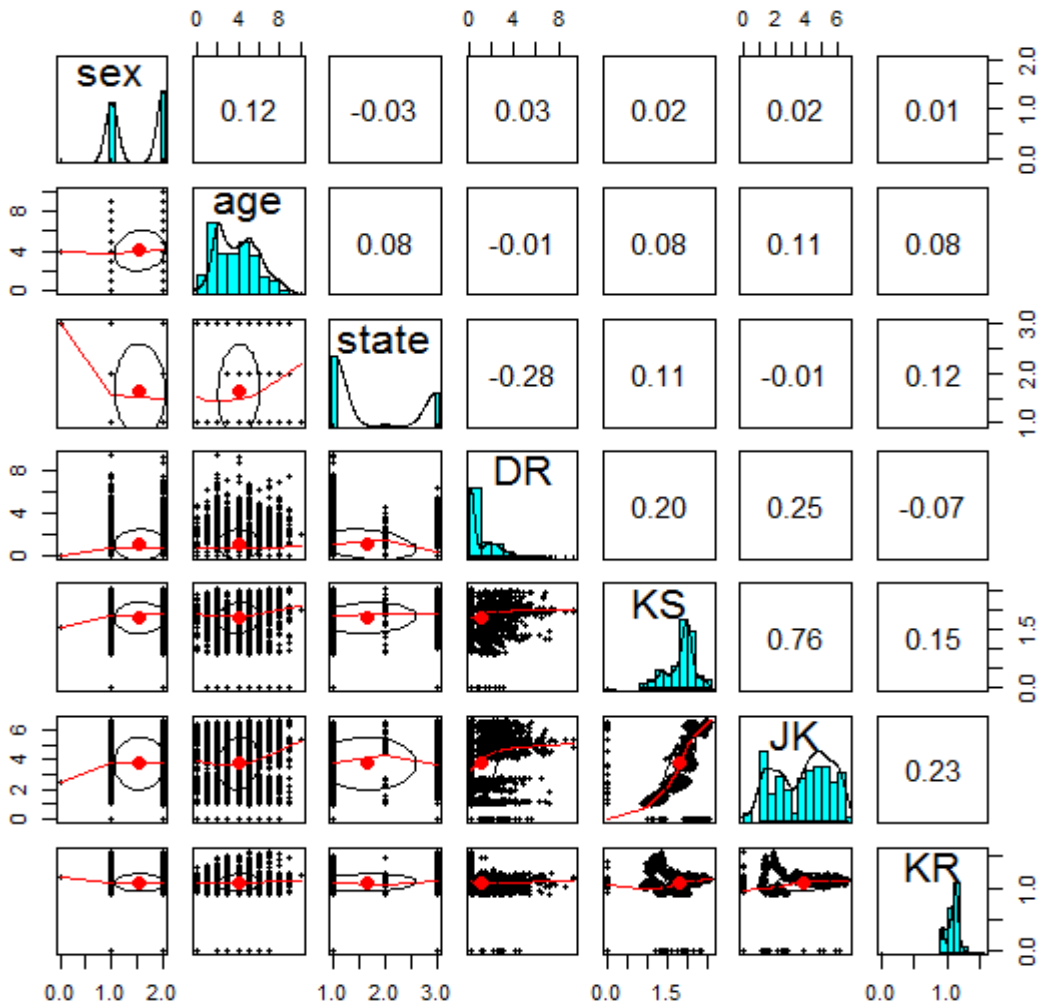 0 4 8 0 4 8 0 2 4 6
sex 0.12 -0.03 0.03 0.02 0.02 0.01 0.0 1.0 2.0
0 4 8 age 0.08 -0.01 0.08 0.11 0.08
state -0.28 0.11 -0.01 0.12 1.0 2.0 3.0
0 4 8 DR 0.20 0.25 -0.07
KS 0.76 0.15 0.0 1.5
0 2 4 6 JK 0.23
KR 0.0 1.0
0.0 1.0 2.0 1.0 2.0 3.0 0.0 1.5 0.0 1.0